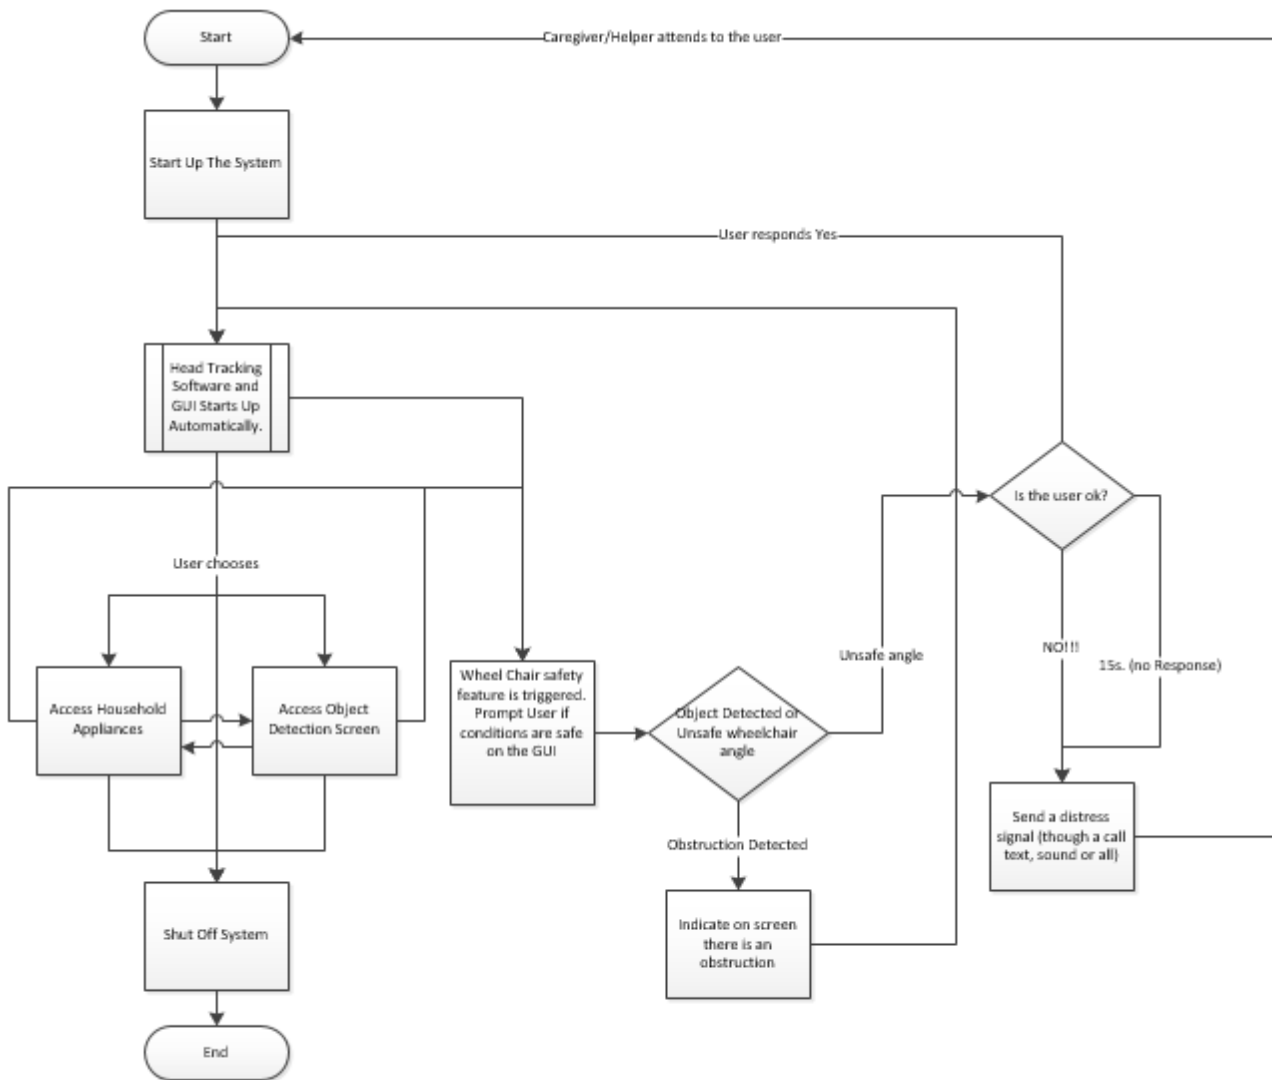 Start
Caregiver/Helper attends to the user
Start Up The System
User responds Yes
Head Tracking
Software and
GUI Starts Up
Automatically.
Is the user ok?
User chooses
NO!!!
15s. (no Response)
Unsafe angle
Wheel Chair safety
feature is triggered.
Prompt User if
conditions are safe
on the GUI
Object Detected or
Unsafe wheelchair
angle
Access Household
Appliances
Access Object
Detection Screen
Obstruction Detected
Send a distress
signal (though a call
text, sound or all)
Indicate on screen
there is an
obstruction
Shut Off System
End